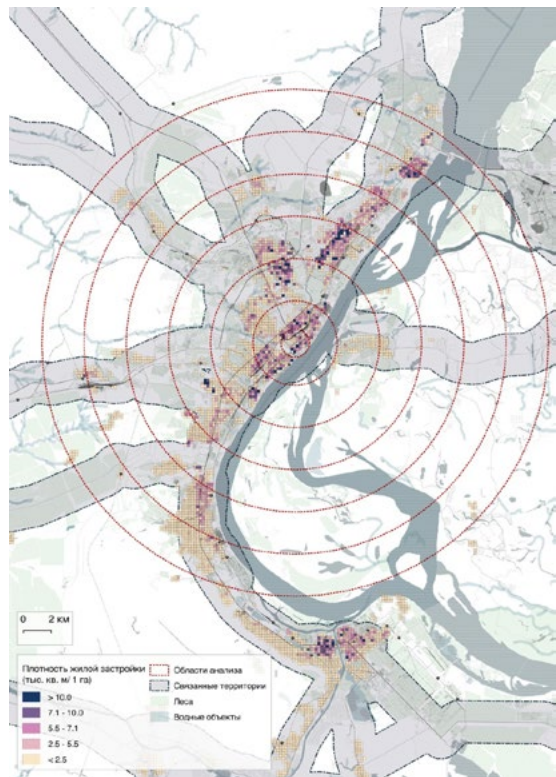 0 2 км
Плотность жилой застройки
(тыс. кв. м/ 1 га)
> 10.0
7.1 - 10.0
5.5 - 7.1
2.5 - 5.5
< 2.5
Области анализа
Связанные территории
Леса
Водные объекты